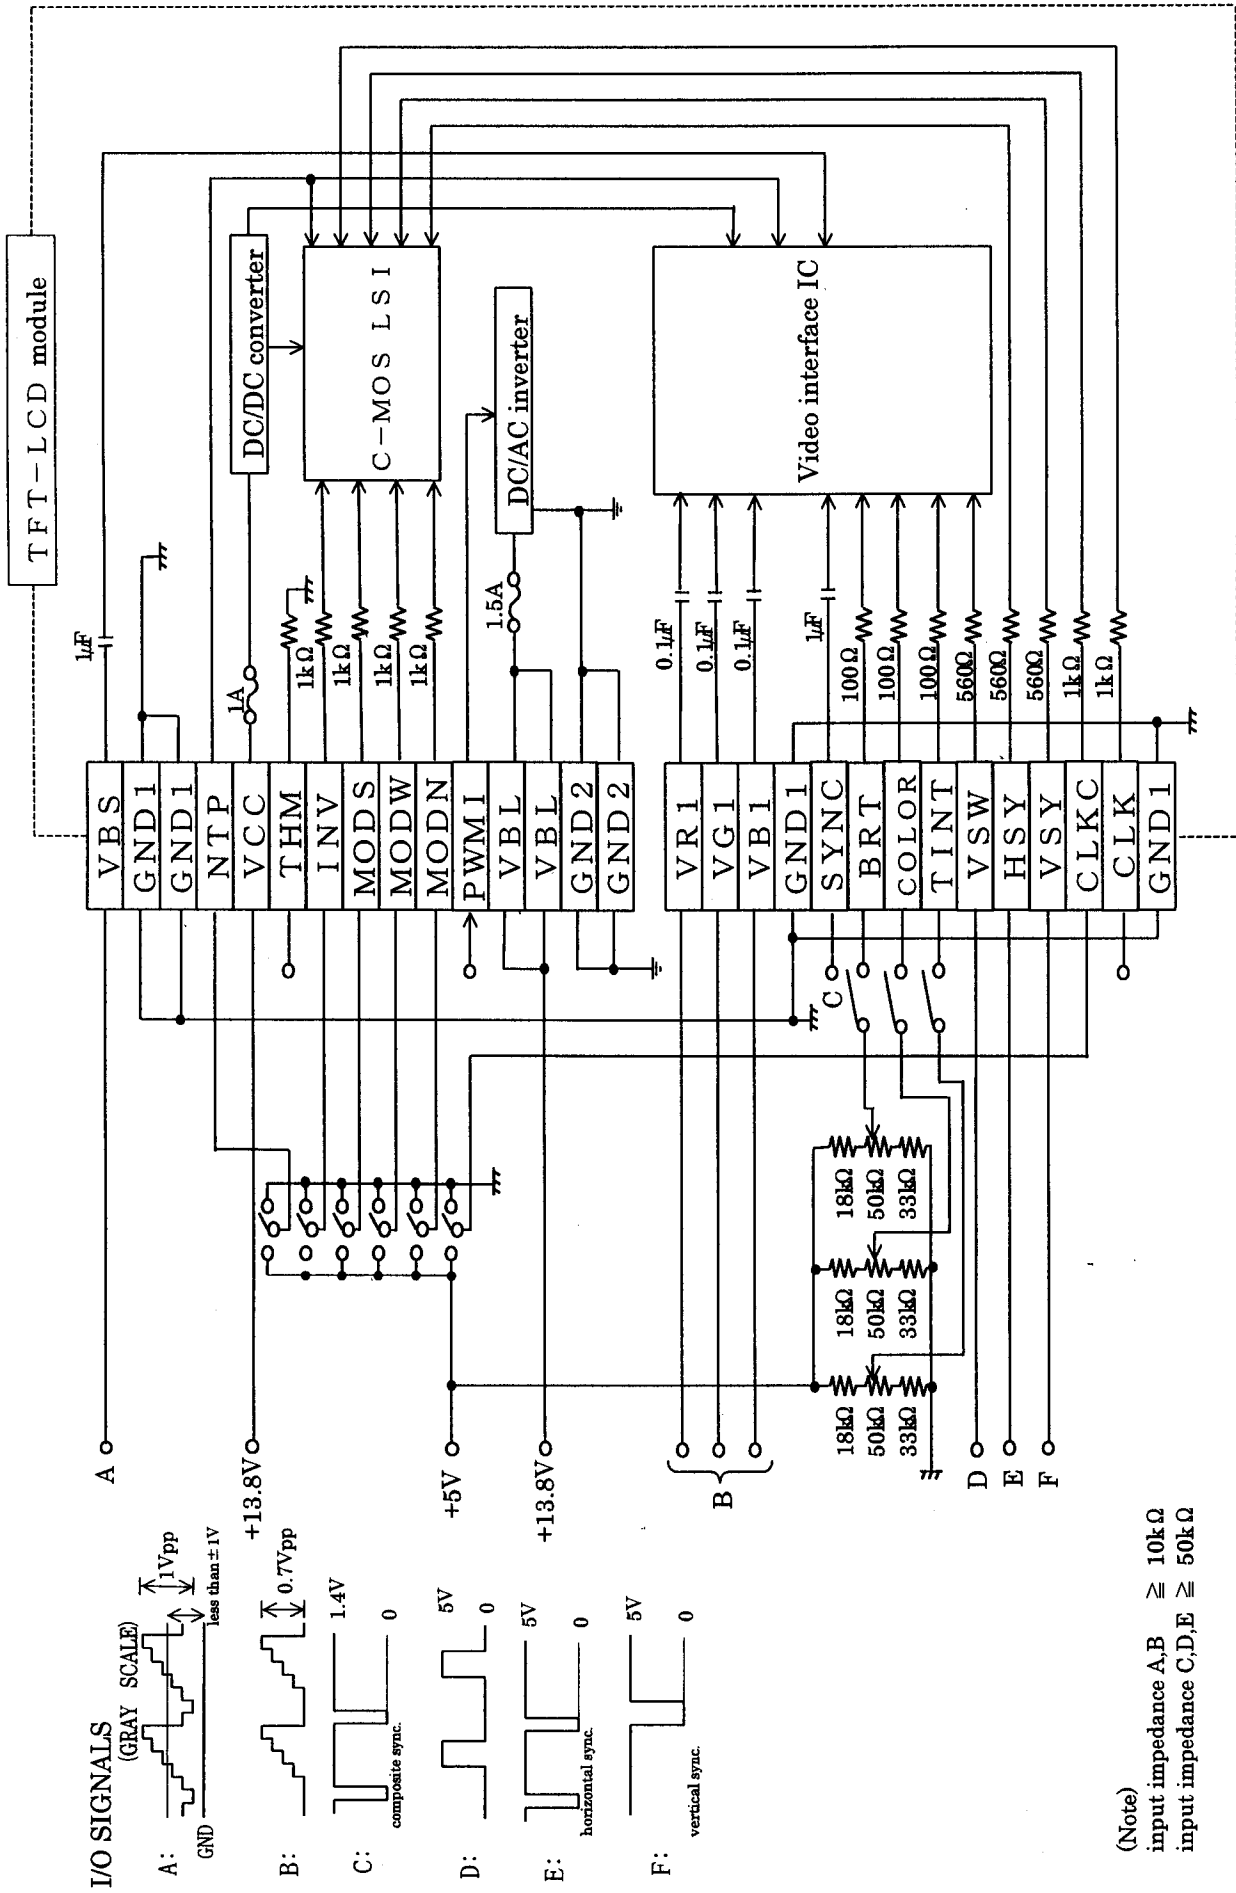 TFT-LCD module
1μF
1A
DC/DC converter
C-MOS LSI
1kΩ
1kΩ
1kΩ
1kΩ
1.5A
DC/AC inverter
Video interface IC
0.1μF
0.1μF
0.1μF
1μF
100Ω
100Ω
100Ω
560Ω
560Ω
560Ω
1kΩ
1kΩ
VBS
GND1
GND1
NTP
VCC
THM
INV
MODS
MODW
MODN
PWMI
VBL
VBL
GND2
GND2
VR1
VG1
VB1
GND1
SYNC
BRT
COLOR
TINT
VSW
HSY
VSY
CLKC
CLK
GND1
C
18kΩ
50kΩ
33kΩ
18kΩ
50kΩ
33kΩ
18kΩ
50kΩ
33kΩ
A
+13.8V
+5V
+13.8V
B
D
E
F
I/O SIGNALS
(GRAY SCALE)
A:
GND
1Vpp
less than ±1V
B:
0.7Vpp
C:
1.4V
0
composite sync.
D:
5V
0
E:
5V
0
horizontal sync.
F:
5V
0
vertical sync.
(Note)
input impedance A,B ≧ 10kΩ
input impedance C,D,E ≧ 50kΩ